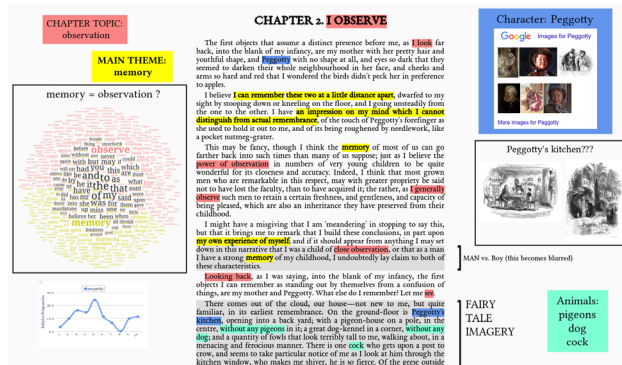 CHAPTER TOPIC:
observation
MAIN THEME:
memory
memory = observation ?
observe
memory
CHAPTER 2. I OBSERVE
The first objects that assume a distinct presence before me, as I look far
back, into the blank of my infancy, are my mother with her pretty hair and
youthful shape, and Peggotty with no shape at all, and eyes so dark that they
seemed to darken their whole neighbourhood in her face, and cheeks and
arms so hard and red that I wondered the birds didn't peck her in preference
to apples.
I believe I can remember these two at a little distance apart, dwarfed to my
sight by stooping down or kneeling on the floor, and I going unsteadily from
the one to the other. I have an impression on my mind which I cannot
distinguish from actual remembrance, of the touch of Peggotty's forefinger as
she used to hold it out to me, and of its being roughened by needlework, like
a pocket nutmeg-grater.
This may be fancy, though I think the memory of most of us can go
farther back into such times than many of us suppose; just as I believe the
power of observation in numbers of very young children to be quite
wonderful for its closeness and accuracy. Indeed, I think that most grown
men who are remarkable in this respect, may with greater propriety be said
not to have lost the faculty, than to have acquired it; the rather, as I generally
observe such men to retain a certain freshness, and gentleness, and capacity of
being pleased, which are also an inheritance they have preserved from their
childhood.
I might have a misgiving that I am 'meandering' in stopping to say this,
but that it brings me to remark that I build these conclusions, in part upon
my own experience of myself; and if it should appear from anything I may set
down in this narrative that I was a child of close observation, or that as a man
I have a strong memory of my childhood, I undoubtedly lay claim to both of
these characteristics.
Looking back, as I was saying, into the blank of my infancy, the first
objects I can remember as standing out by themselves from a confusion of
things, are my mother and Peggotty. What else do I remember? Let me see.
There comes out of the cloud, our house—not new to me, but quite
familiar, in its earliest remembrance. On the ground-floor is Peggotty's
kitchen, opening into a back yard; with a pigeon-house on a pole, in the
centre, without any pigeons in it; a great dog-kennel in a corner, without any
dog; and a quantity of fowls that look terribly tall to me, walking about, in a
menacing and ferocious manner. There is one cock who gets upon a post to
crow, and seems to take particular notice of me as I look at him through the
kitchen window, who makes me shiver, he is so fierce. Of the geese outside
Character: Peggotty
Google Images for Peggotty
More images for Peggotty
Peggotty's kitchen???
MAN vs. Boy (this becomes blurred)
FAIRY
TALE
IMAGERY
Animals:
pigeons
dog
cock